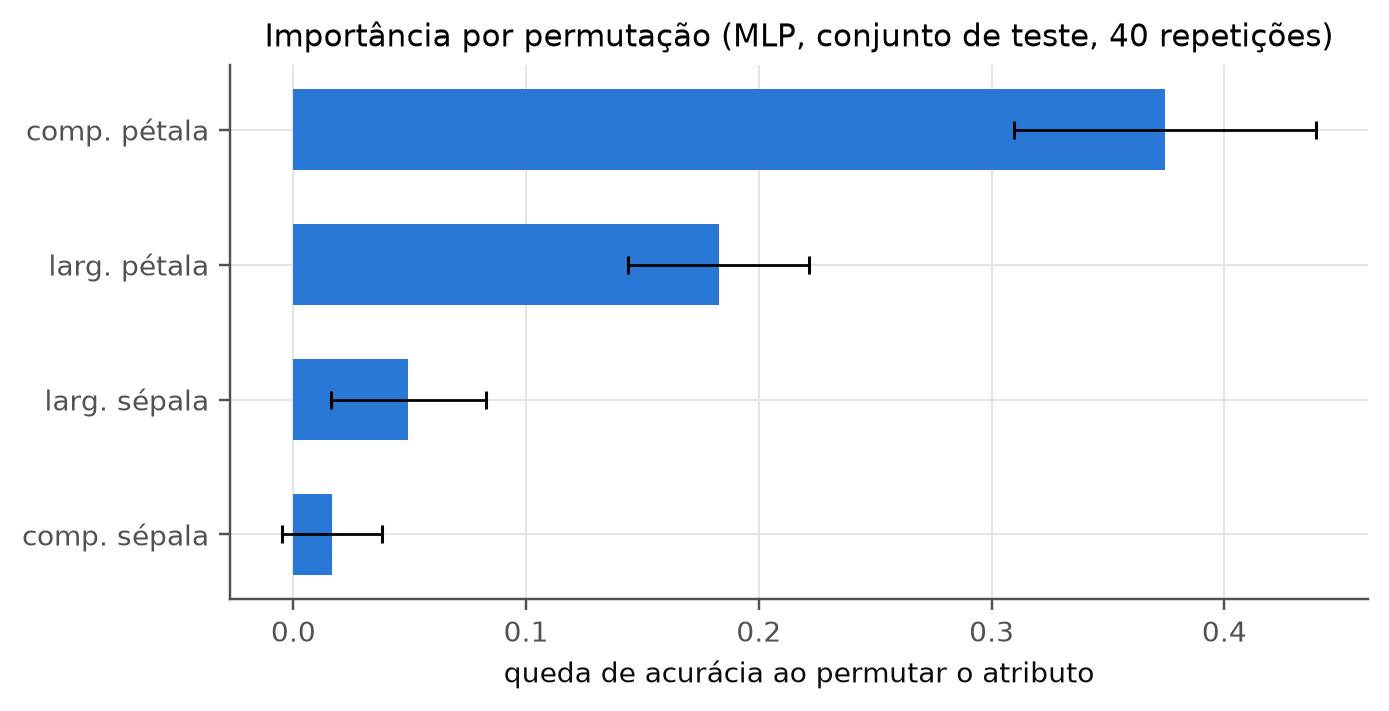 Importância por permutação (MLP, conjunto de teste, 40 repetições)
comp. pétala
larg. pétala
larg. sépala
comp. sépala
0.0 0.1 0.2 0.3 0.4
queda de acurácia ao permutar o atributo